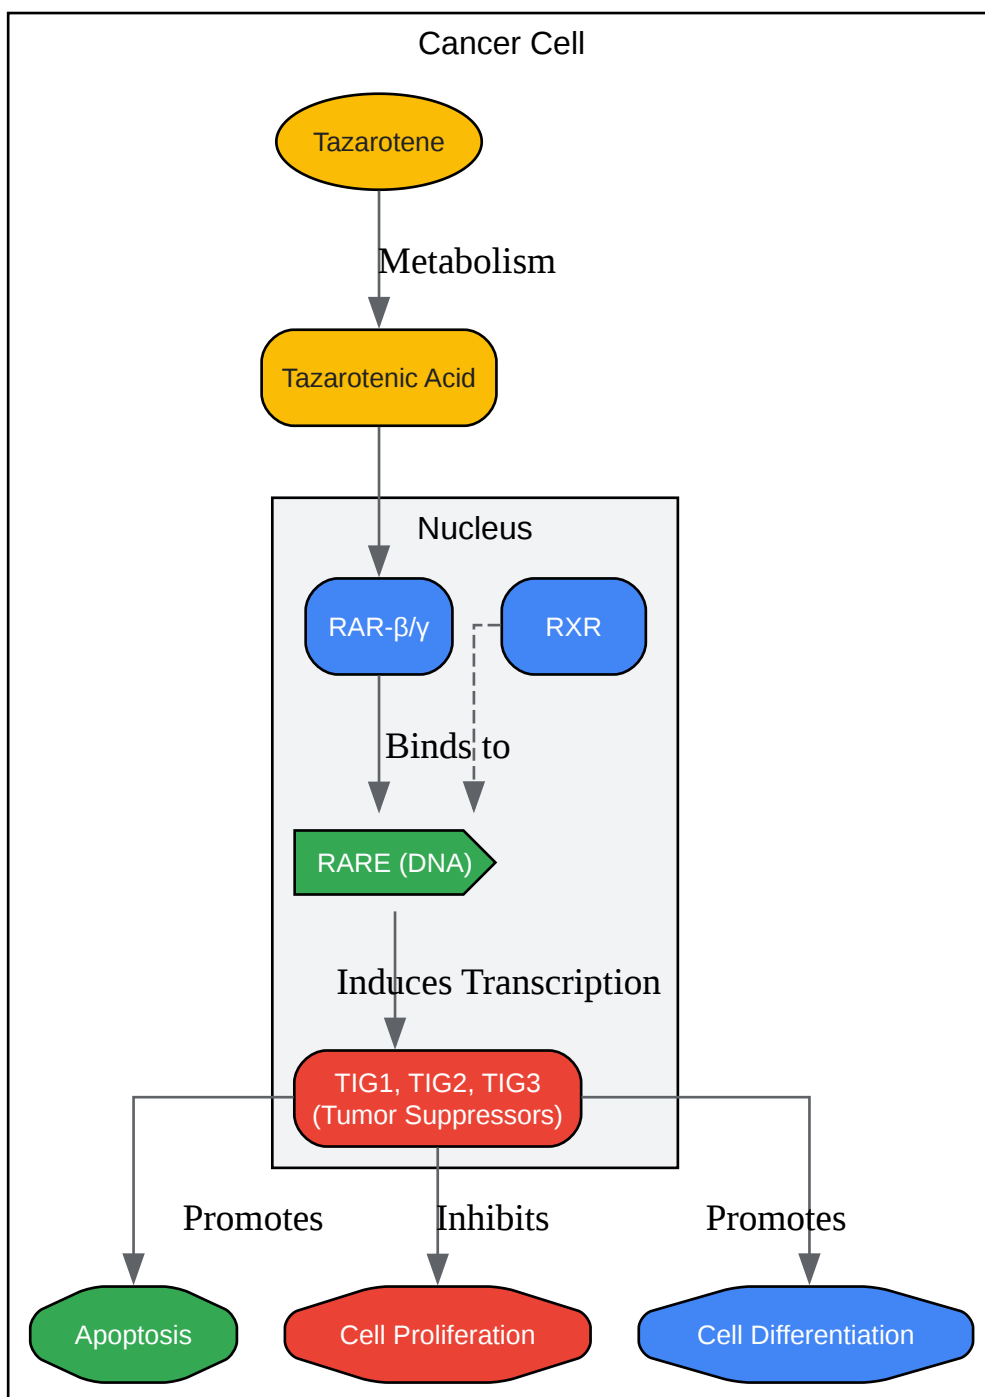 Cancer Cell
Tazarotene
Metabolism
Tazarotenic Acid
Nucleus
RAR-β/γ
RXR
Binds to
RARE (DNA)
Induces Transcription
TIG1, TIG2, TIG3
(Tumor Suppressors)
Promotes
Inhibits
Promotes
Apoptosis
Cell Proliferation
Cell Differentiation